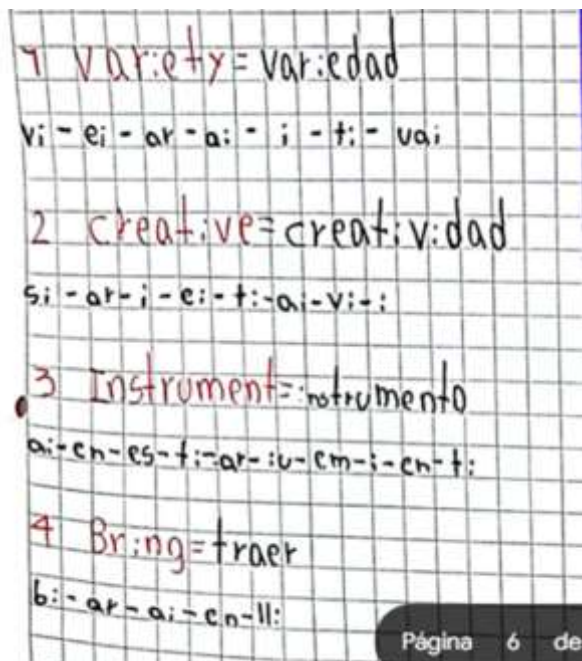 1 Variety = variedad
vi - ei - ar - ai - i - ti - uai
2 Creative = creatividad
si - ar - i - ei - ti - ai - vi - i
3 Instrument = instrumento
ai - en - es - ti - ar - iu - em - i - en - ti
4 Bring = traer
bi - ar - ai - en - lli
Página 6 de